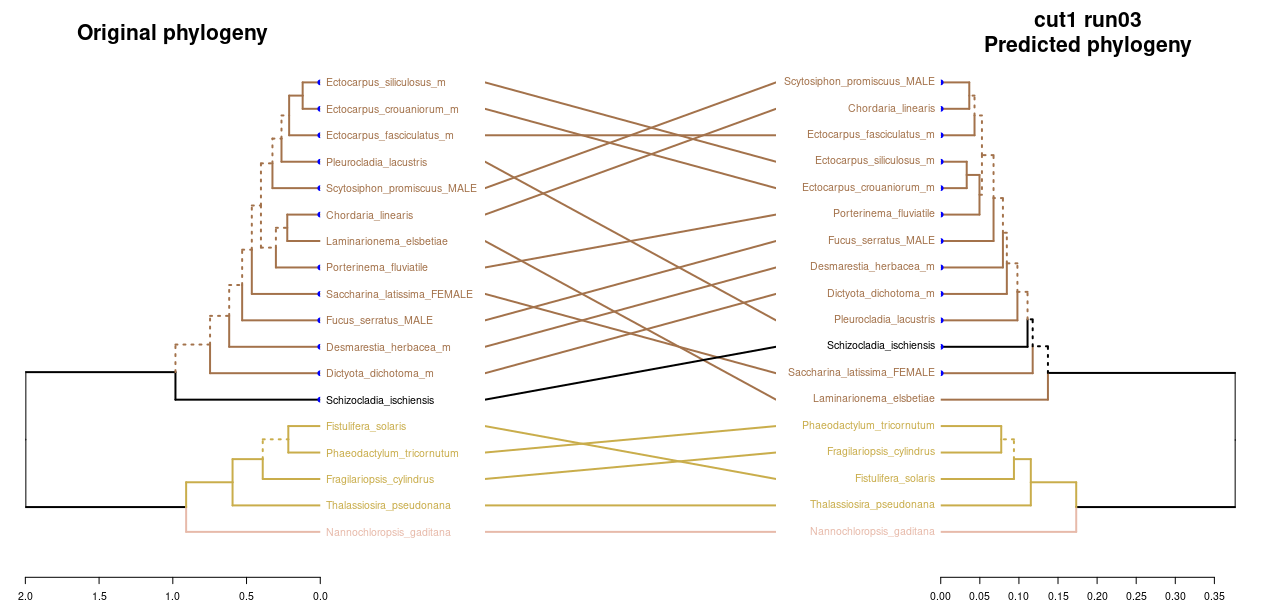 Original phylogeny
cut1 run03
Predicted phylogeny
Ectocarpus_siliculosus_m
Ectocarpus_crouaniorum_m
Ectocarpus_fasciculatus_m
Pleurocladia_lacustris
Scytosiphon_promiscuus_MALE
Chordaria_linearis
Laminarionema_elsbetiae
Porterinema_fluviatile
Saccharina_latissima_FEMALE
Fucus_serratus_MALE
Desmarestia_herbacea_m
Dictyota_dichotoma_m
Schizocladia_ischiensis
Fistulifera_solaris
Phaeodactylum_tricornutum
Fragilariopsis_cylindrus
Thalassiosira_pseudonana
Nannochloropsis_gaditana
2.0 1.5 1.0 0.5 0.0
Scytosiphon_promiscuus_MALE
Chordaria_linearis
Ectocarpus_fasciculatus_m
Ectocarpus_siliculosus_m
Ectocarpus_crouaniorum_m
Porterinema_fluviatile
Fucus_serratus_MALE
Desmarestia_herbacea_m
Dictyota_dichotoma_m
Pleurocladia_lacustris
Schizocladia_ischiensis
Saccharina_latissima_FEMALE
Laminarionema_elsbetiae
Phaeodactylum_tricornutum
Fragilariopsis_cylindrus
Fistulifera_solaris
Thalassiosira_pseudonana
Nannochloropsis_gaditana
0.00 0.05 0.10 0.15 0.20 0.25 0.30 0.35